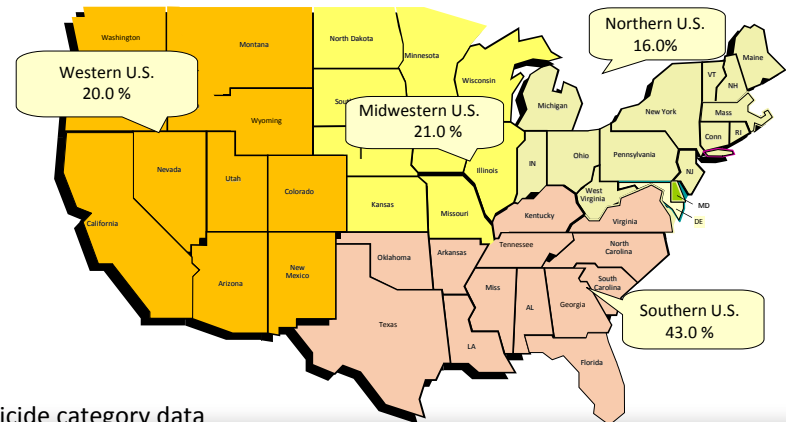 Washington
Montana
North Dakota
Minnesota
Northern U.S.
16.0%
Maine
Western U.S.
20.0 %
Wisconsin
VT
NH
Midwestern U.S.
21.0 %
Michigan
New York
Mass
Wyoming
Conn
RI
Nevada
Utah
Illinois
IN
Ohio
Pennsylvania
NJ
Colorado
Kansas
West
Virginia
MD
California
Missouri
Kentucky
Virginia
DE
Tennessee
North
Carolina
Oklahoma
Arkansas
Arizona
New
Mexico
Miss
AL
Georgia
South
Carolina
Southern U.S.
43.0 %
Texas
LA
Florida
icide category data